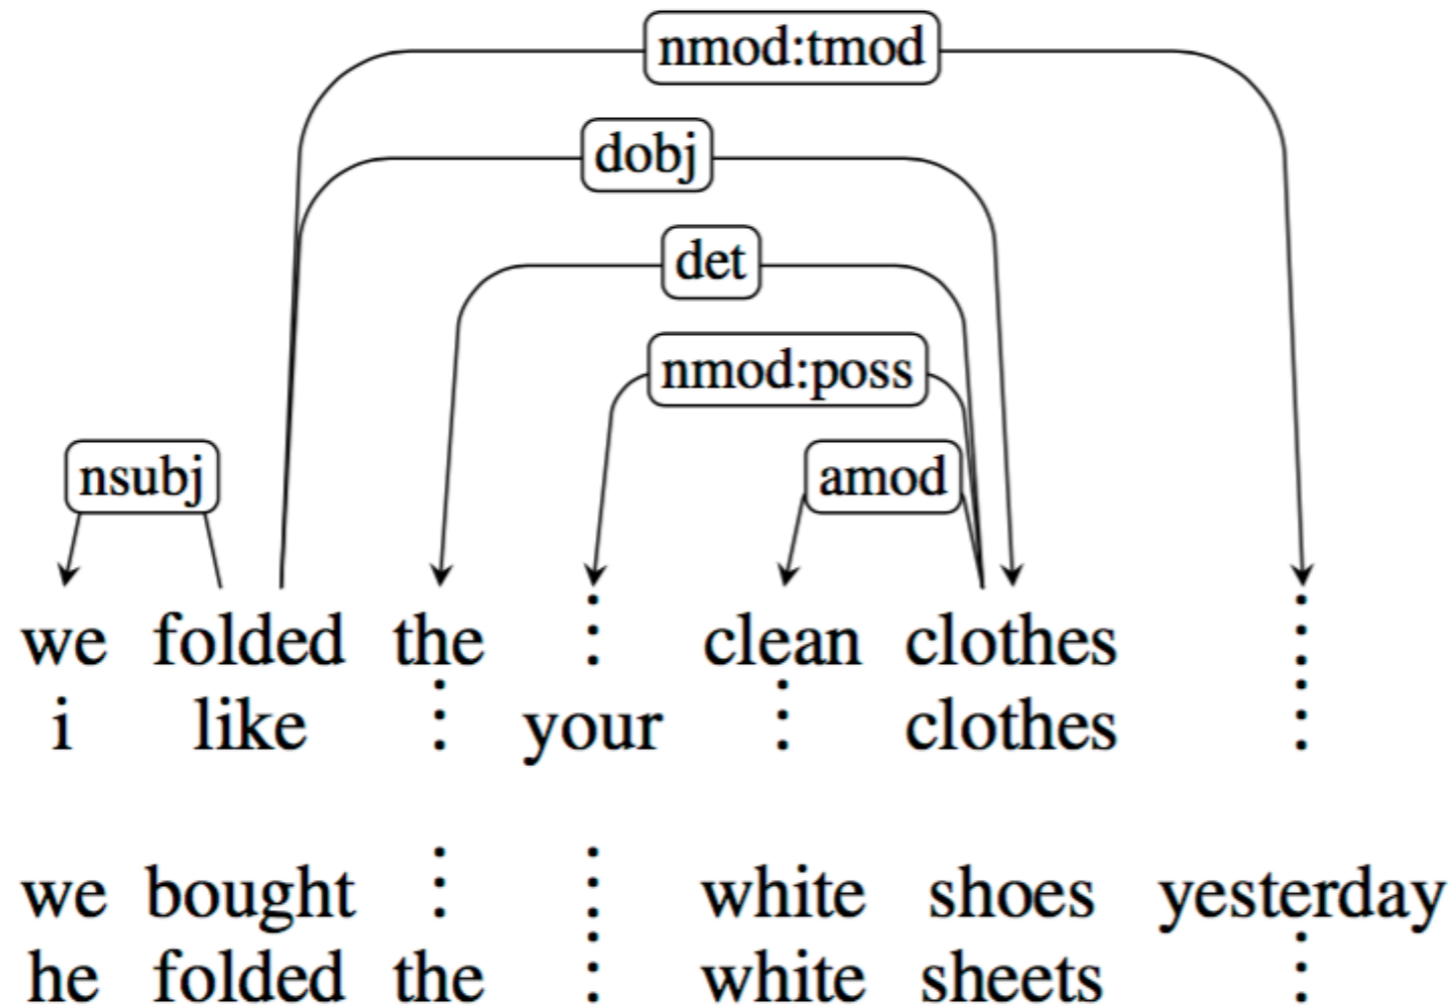 nmod:tmod
dobj
det
nmod:poss
nsubj amod
we folded the ⋮ clean clothes ⋮
i like ⋮ your ⋮ clothes ⋮
we bought ⋮ ⋮ white shoes yesterday
he folded the ⋮ white sheets ⋮